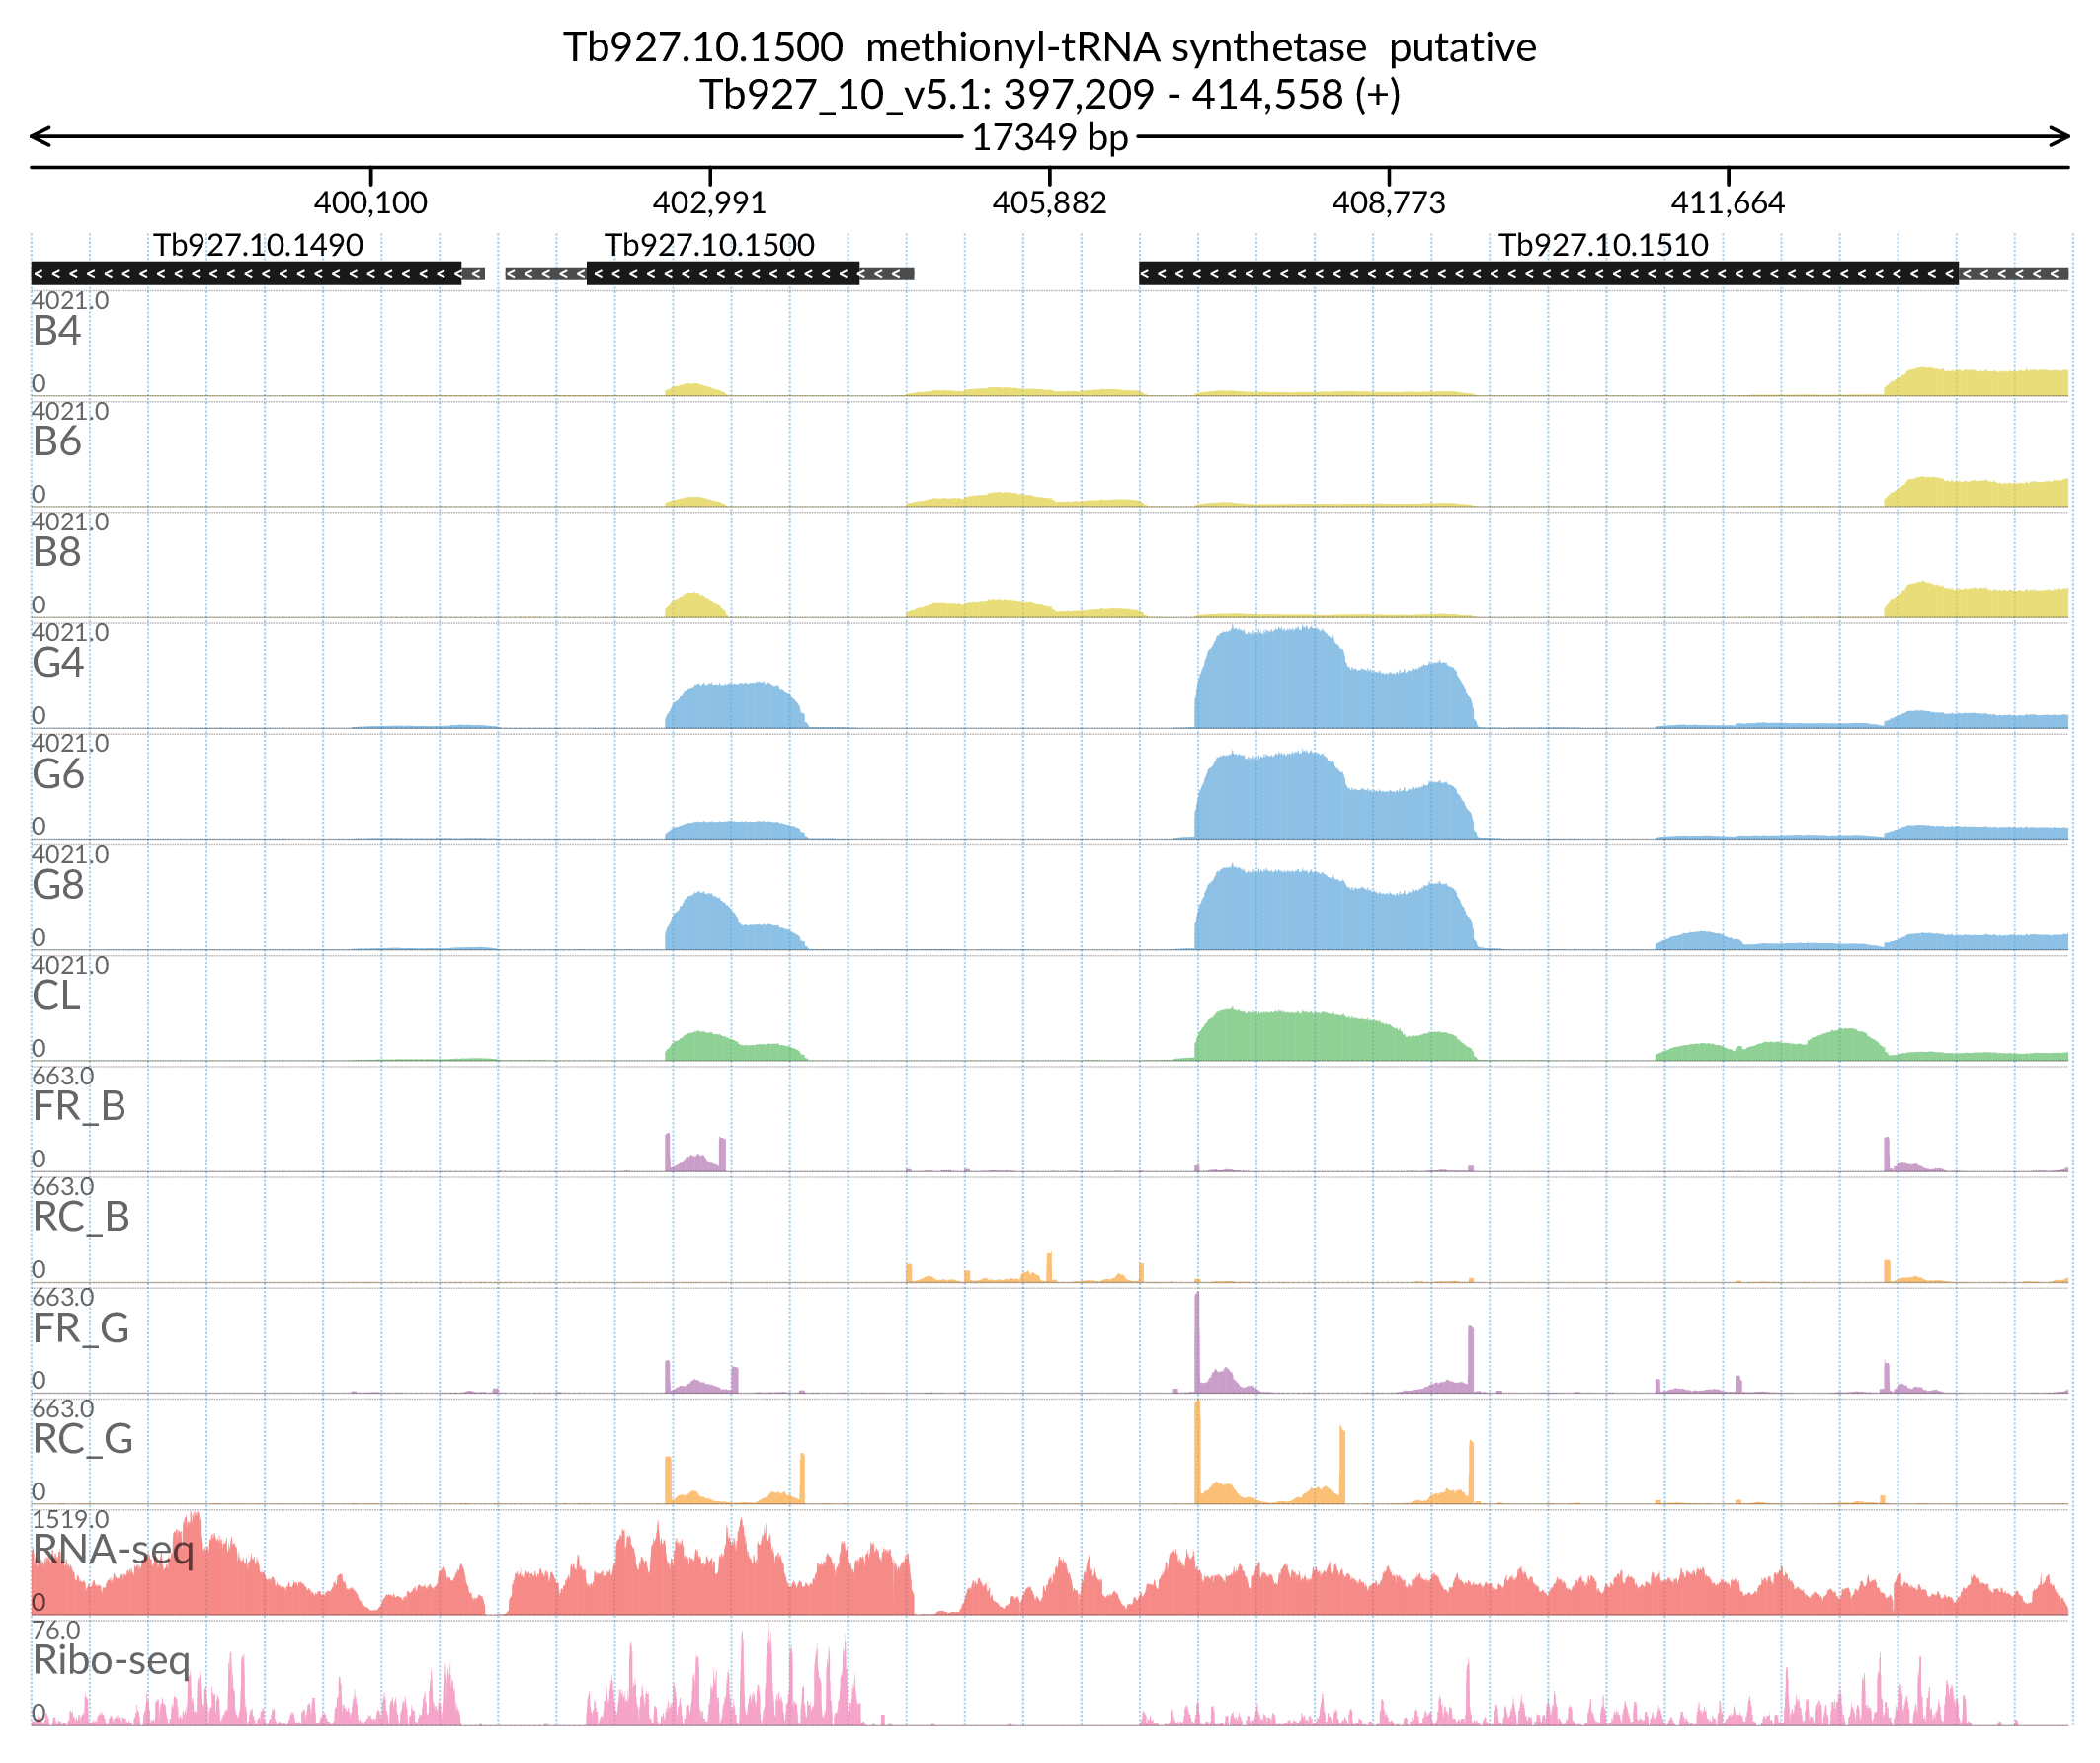 Tb927.10.1500  methionyl-tRNA synthetase  putative
Tb927_10_v5.1: 397,209 - 414,558 (+)
17349 bp
400,100 402,991 405,882 408,773 411,664
Tb927.10.1490 Tb927.10.1500 Tb927.10.1510
4021.0
B4
0
4021.0
B6
0
4021.0
B8
0
4021.0
G4
0
4021.0
G6
0
4021.0
G8
0
4021.0
CL
0
663.0
FR_B
0
663.0
RC_B
0
663.0
FR_G
0
663.0
RC_G
0
1519.0
RNA-seq
0
76.0
Ribo-seq
0